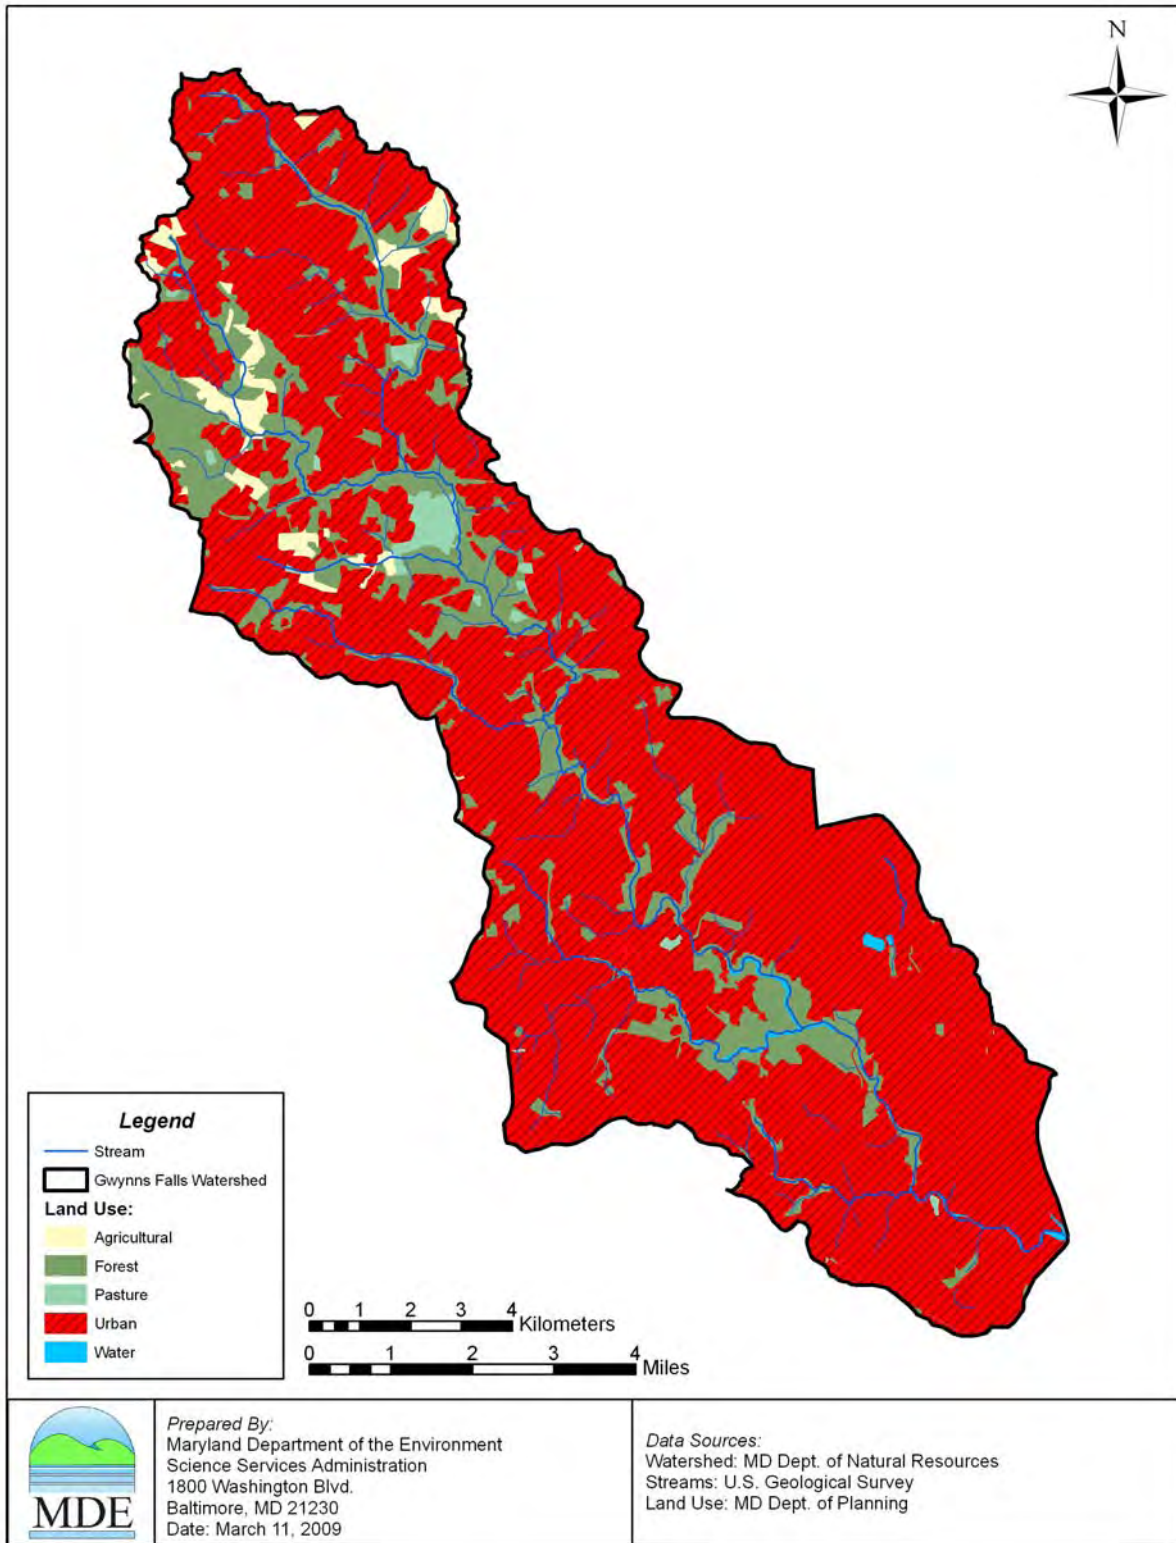 N
Legend
Stream
Gwynns Falls Watershed
Land Use:
Agricultural
Forest
Pasture
Urban
Water
0 1 2 3 4
Kilometers
0 1 2 3 4
Miles
MDE
Prepared By:
Maryland Department of the Environment
Science Services Administration
1800 Washington Blvd.
Baltimore, MD 21230
Date: March 11, 2009
Data Sources:
Watershed: MD Dept. of Natural Resources
Streams: U.S. Geological Survey
Land Use: MD Dept. of Planning